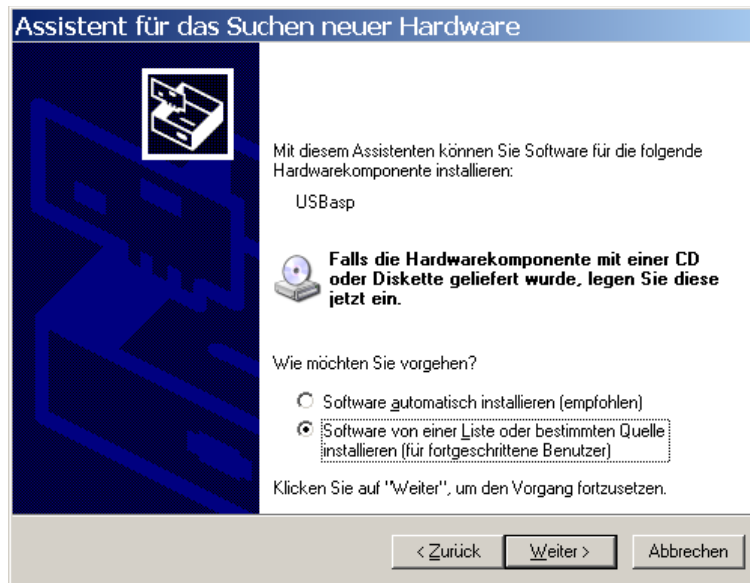 Assistent für das Suchen neuer Hardware
Mit diesem Assistenten können Sie Software für die folgende
Hardwarekomponente installieren:
USBasp
Falls die Hardwarekomponente mit einer CD
oder Diskette geliefert wurde, legen Sie diese
jetzt ein.
Wie möchten Sie vorgehen?
Software automatisch installieren (empfohlen)
Software von einer Liste oder bestimmten Quelle
installieren (für fortgeschrittene Benutzer)
Klicken Sie auf "Weiter", um den Vorgang fortzusetzen.
< Zurück Weiter > Abbrechen